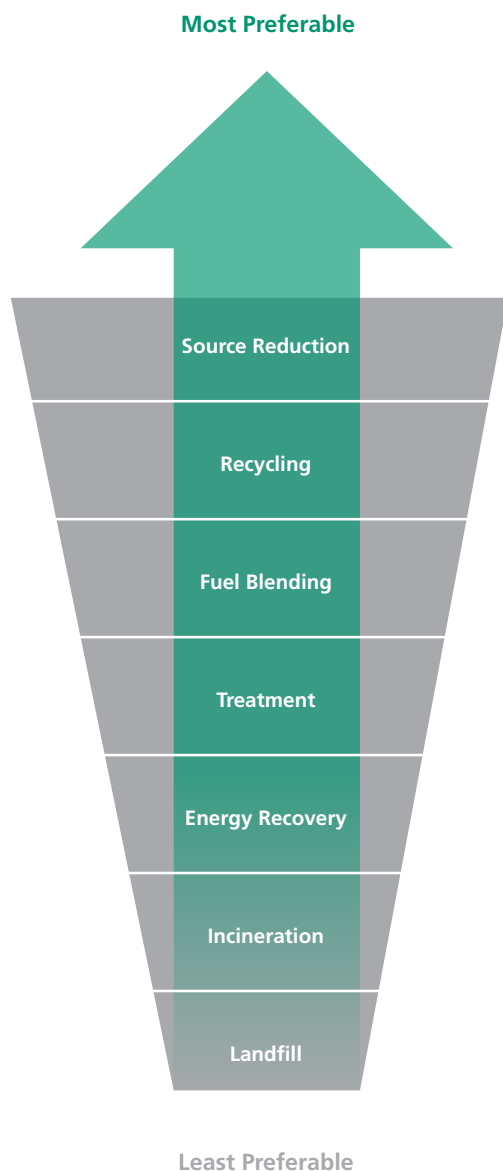 Most Preferable
Source Reduction
Recycling
Fuel Blending
Treatment
Energy Recovery
Incineration
Landfill
Least Preferable